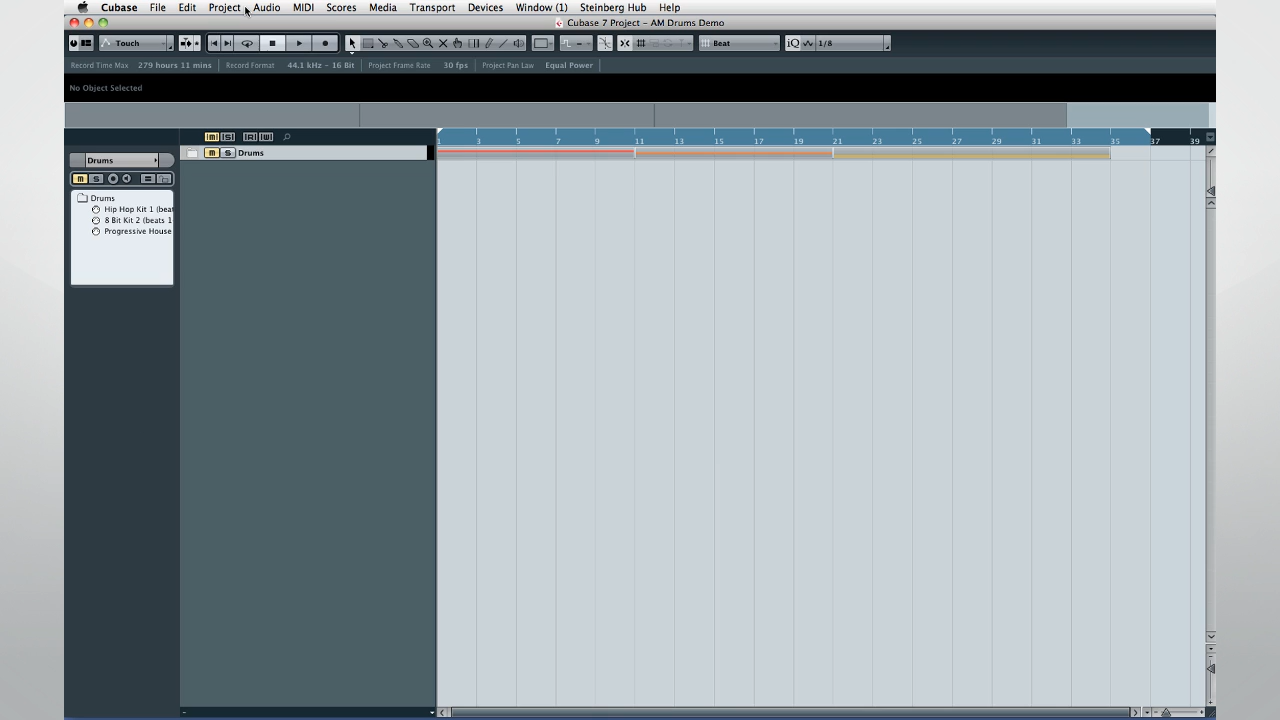 Cubase File Edit Project Audio MIDI Scores Media Transport Devices Window (1) Steinberg Hub Help
Cubase 7 Project - AM Drums Demo
Touch Beat iQ 1/8
Record Time Max 279 hours 11 mins Record Format 44.1 kHz - 16 Bit Project Frame Rate 30 fps Project Pan Law Equal Power
No Object Selected
1 3 5 7 9 11 13 15 17 19 21 23 25 27 29 31 33 35 37 39
m S Drums
Drums
m S
Drums
Hip Hop Kit 1 (beat
8 Bit Kit 2 (beats 1
Progressive House